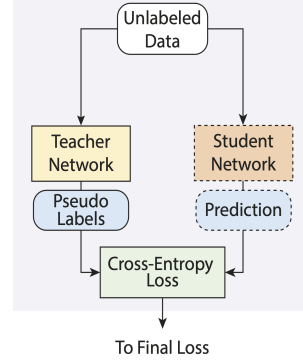 Unlabeled
Data
Teacher
Network
Student
Network
Pseudo
Labels
Prediction
Cross-Entropy
Loss
To Final Loss